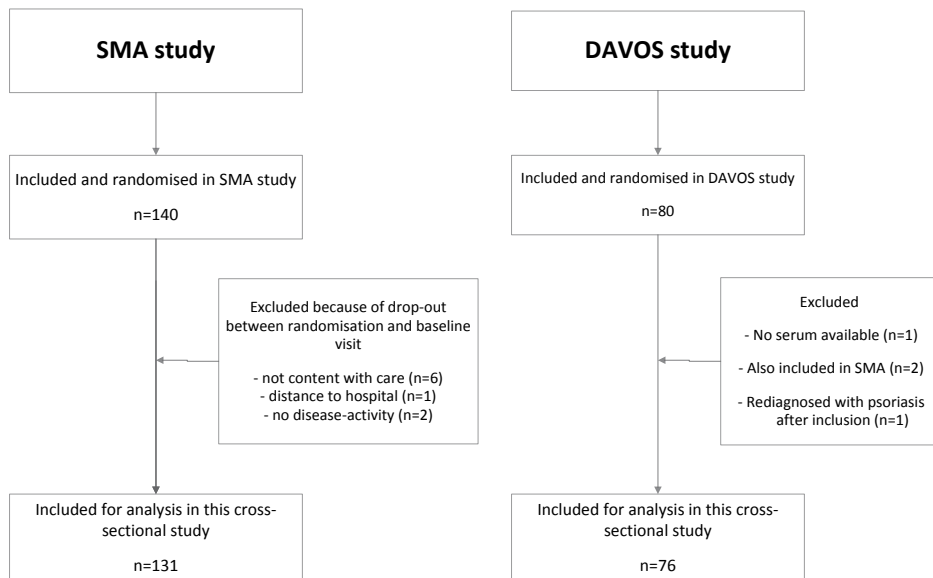 SMA study
Included and randomised in SMA study
n=140
Excluded because of drop-out
between randomisation and baseline
visit
- not content with care (n=6)
- distance to hospital (n=1)
- no disease-activity (n=2)
Included for analysis in this cross-
sectional study
n=131
DAVOS study
Included and randomised in DAVOS study
n=80
Excluded
- No serum available (n=1)
- Also included in SMA (n=2)
- Rediagnosed with psoriasis
after inclusion (n=1)
Included for analysis in this cross-
sectional study
n=76